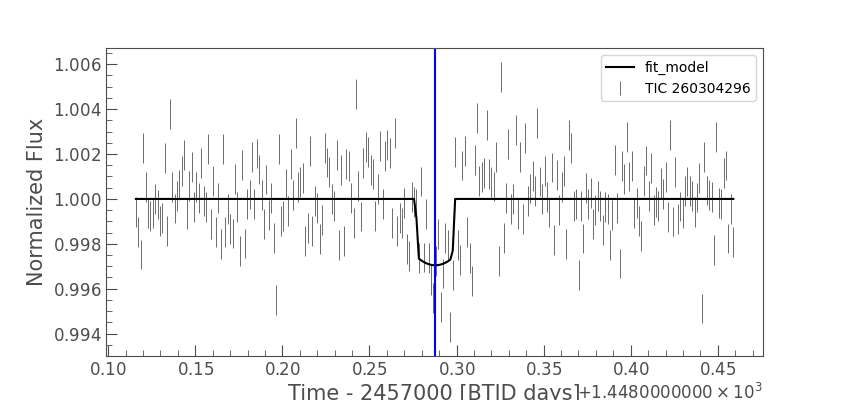 1.006
1.004
1.002
1.000
0.998
0.996
0.994
Normalized Flux
fit_model
TIC 260304296
0.10 0.15 0.20 0.25 0.30 0.35 0.40 0.45
Time - 2457000 [BTJD days]
+1.4480000000 × 10³